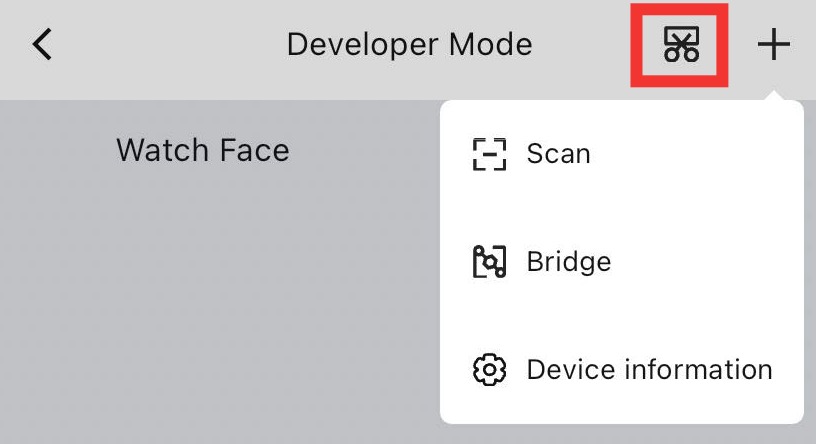 Developer Mode
Watch Face
Scan
Bridge
Device information